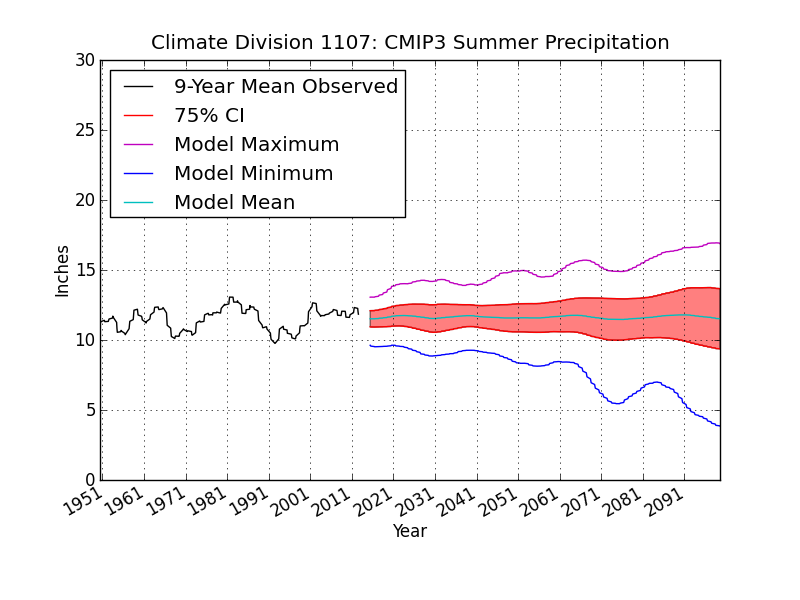 Climate Division 1107: CMIP3 Summer Precipitation
30
25
20
15
10
5
0
Inches
9-Year Mean Observed
75% CI
Model Maximum
Model Minimum
Model Mean
1951 1961 1971 1981 1991 2001 2011 2021 2031 2041 2051 2061 2071 2081 2091
Year